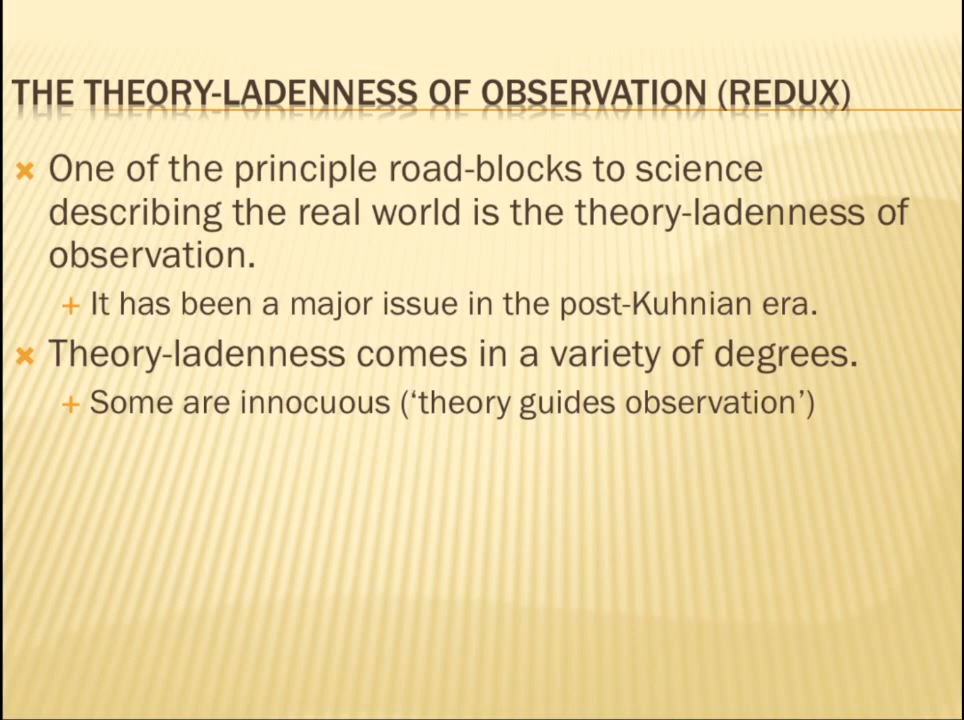 THE THEORY-LADENNESS OF OBSERVATION (REDUX)
One of the principle road-blocks to science
describing the real world is the theory-ladenness of
observation.
It has been a major issue in the post-Kuhnian era.
Theory-ladenness comes in a variety of degrees.
Some are innocuous (‘theory guides observation’)